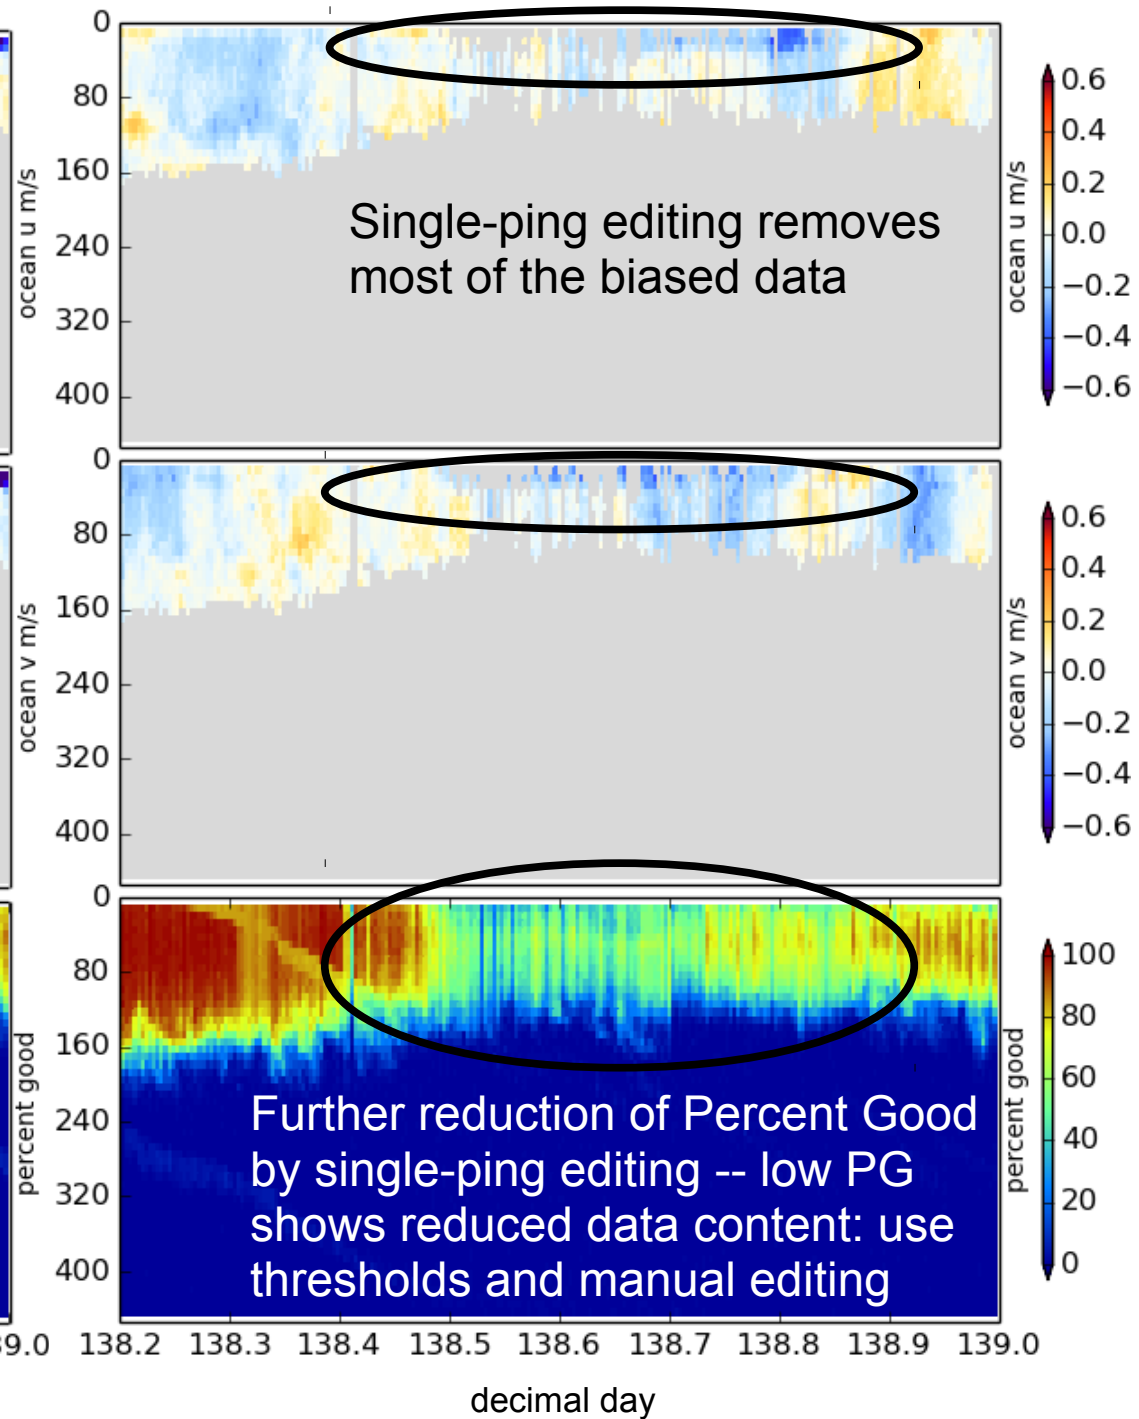 0
80
160
240
320
400
ocean u m/s
Single-ping editing removes
most of the biased data
ocean u m/s
0.6
0.4
0.2
0.0
−0.2
−0.4
−0.6
0
80
160
240
320
400
ocean v m/s
ocean v m/s
0.6
0.4
0.2
0.0
−0.2
−0.4
−0.6
0
80
160
240
320
400
percent good
Further reduction of Percent Good
by single-ping editing -- low PG
shows reduced data content: use
thresholds and manual editing
percent good
100
80
60
40
20
0
39.0 138.2 138.3 138.4 138.5 138.6 138.7 138.8 138.9 139.0
decimal day